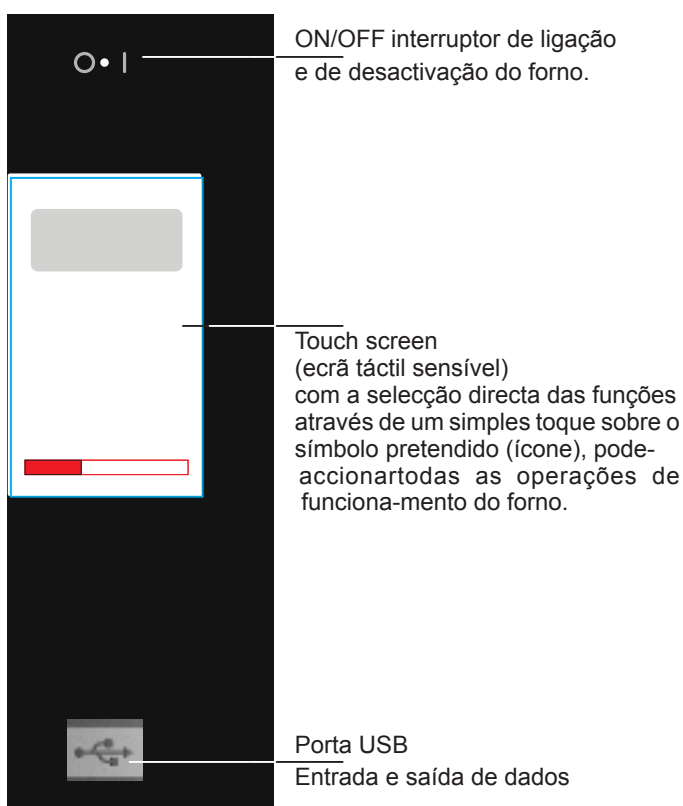 ON/OFF interruptor de ligação
e de desactivação do forno.
Touch screen
(ecrã táctil sensível)
com a selecção directa das funções
através de um simples toque sobre o
símbolo pretendido (ícone), pode-
accionartodas as operações de
funciona-mento do forno.
Porta USB
Entrada e saída de dados